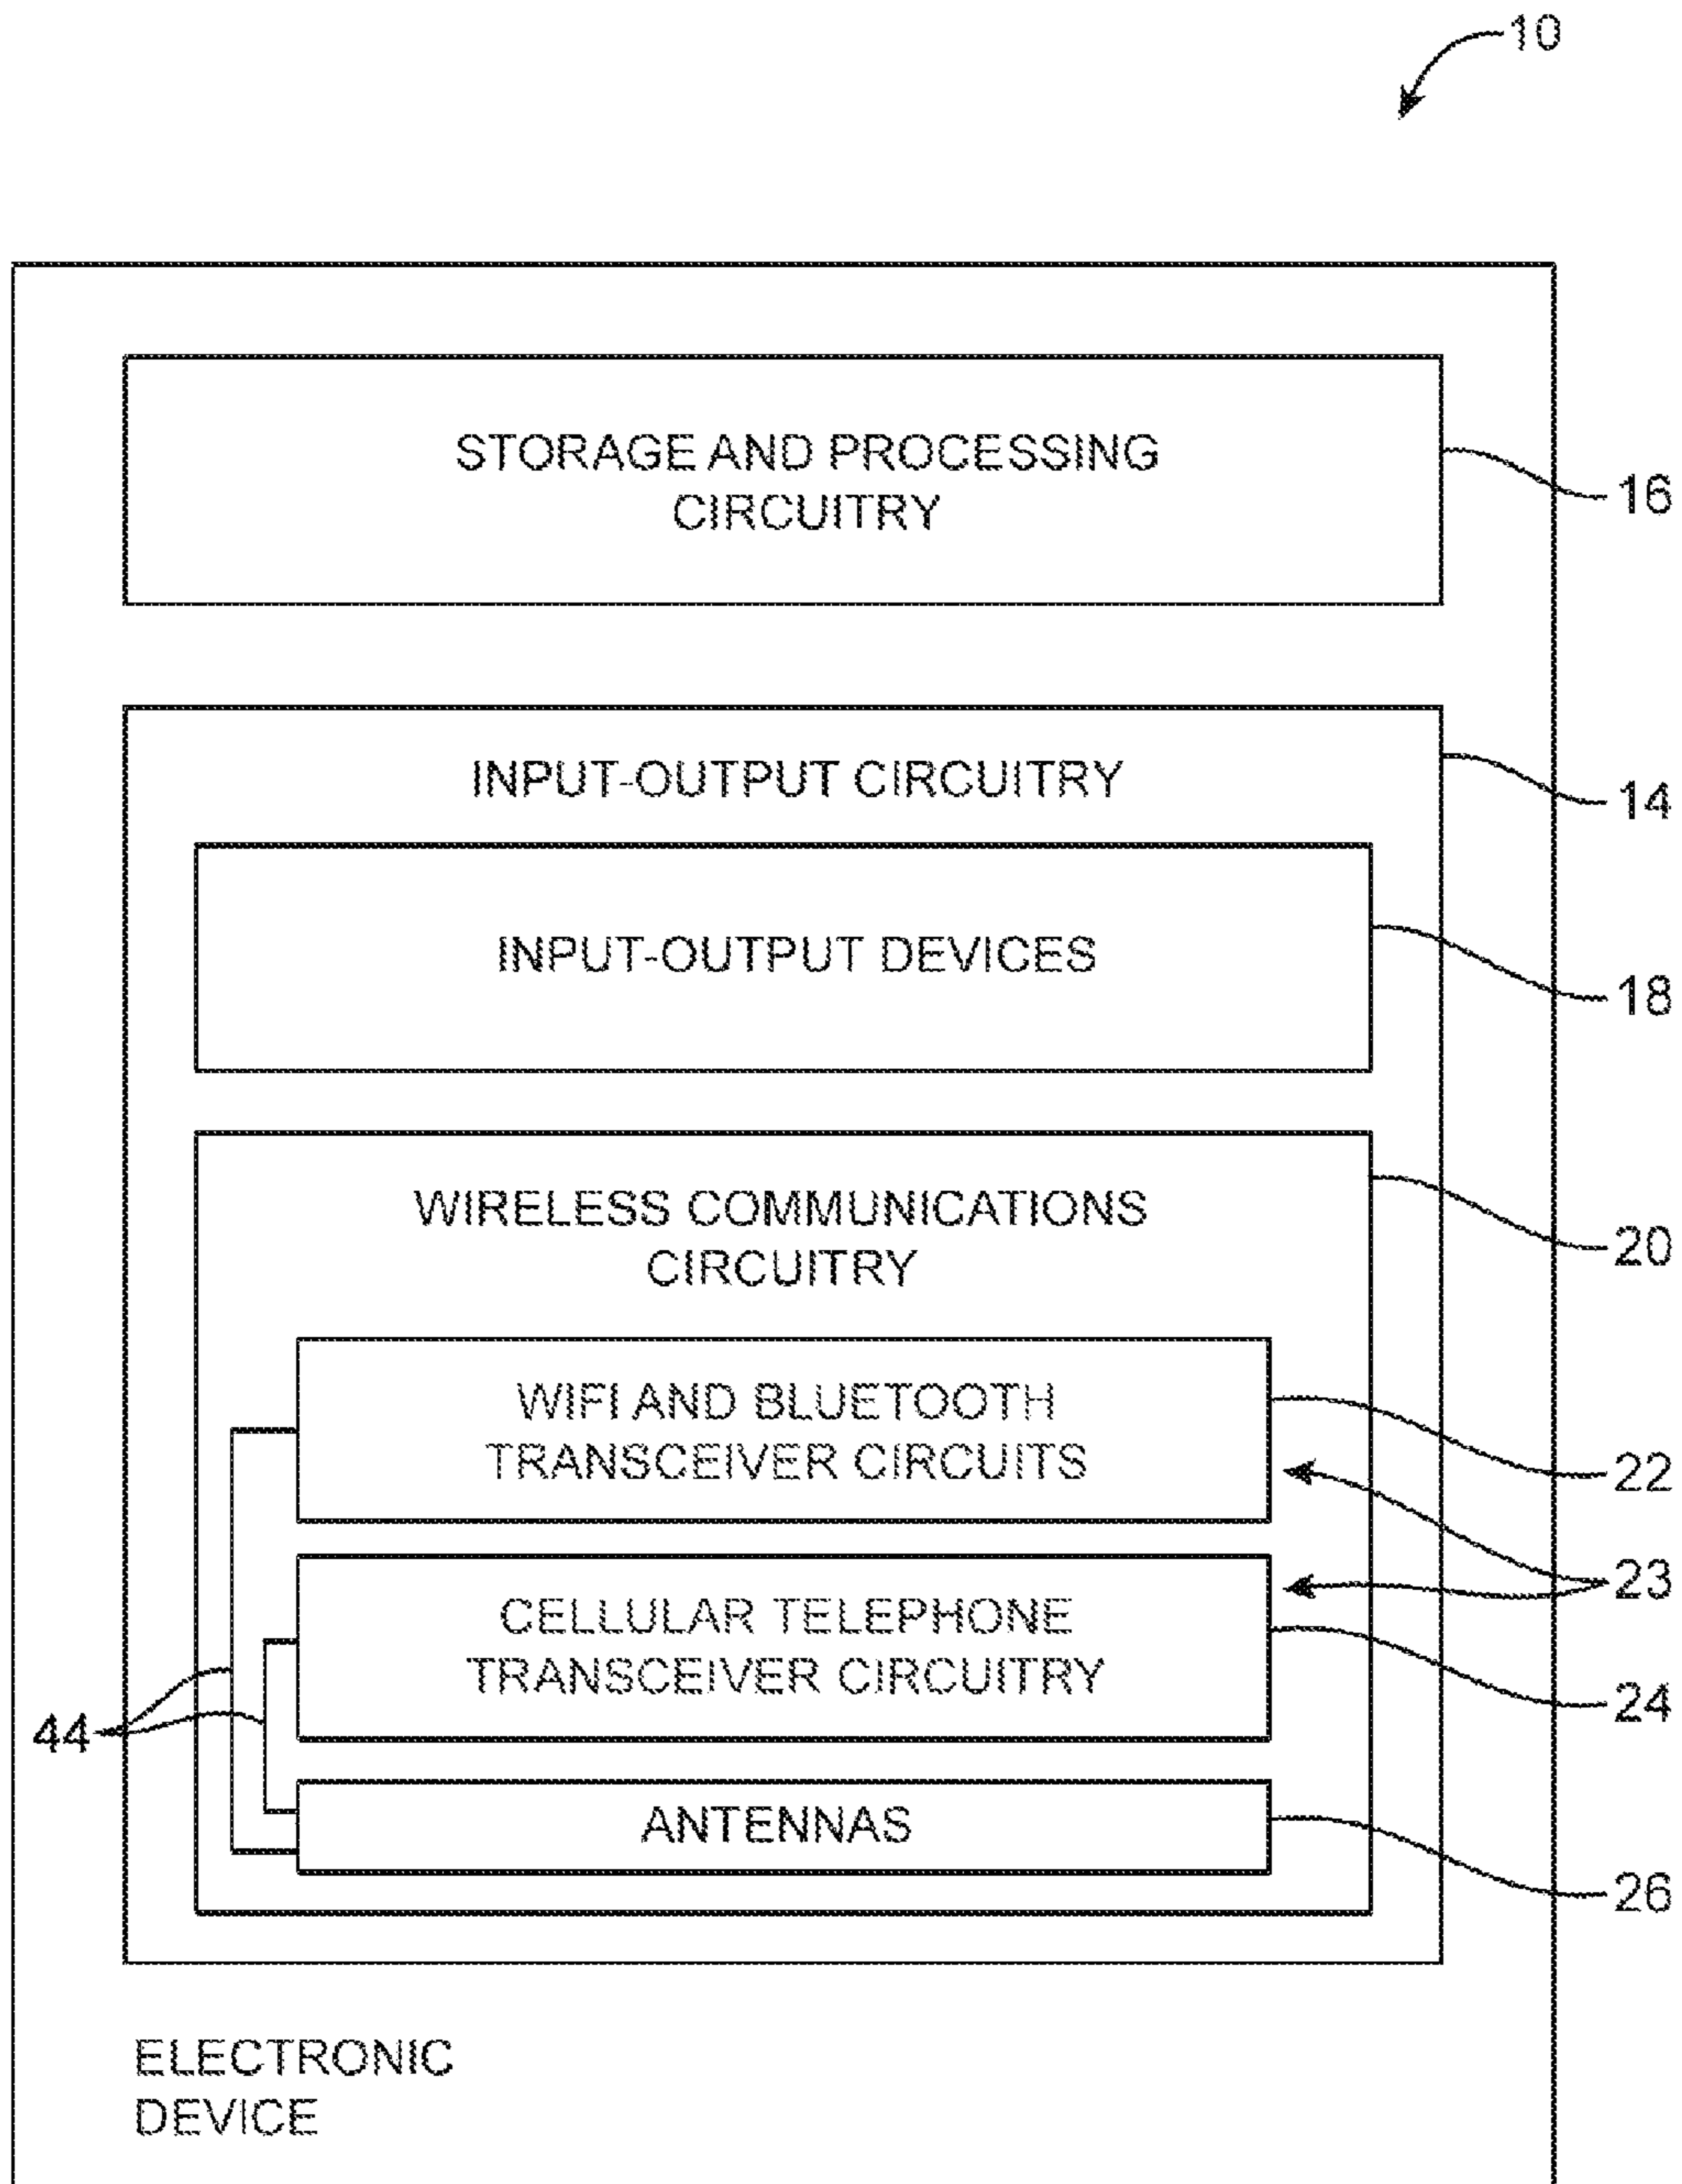 10
STORAGE AND PROCESSING
CIRCUITRY
16
INPUT-OUTPUT CIRCUITRY
14
INPUT-OUTPUT DEVICES
18
WIRELESS COMMUNICATIONS
CIRCUITRY
20
WIFI AND BLUETOOTH
TRANSCEIVER CIRCUITS
22
23
CELLULAR TELEPHONE
TRANSCEIVER CIRCUITRY
24
44
ANTENNAS
26
ELECTRONIC
DEVICE